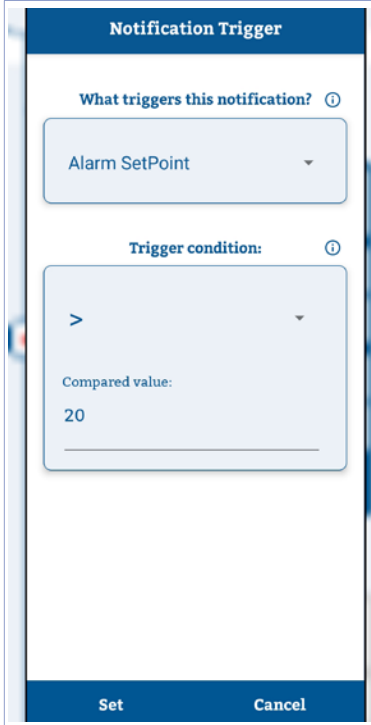 Notification Trigger
What triggers this notification?
Alarm SetPoint
Trigger condition:
>
Compared value:
20
Set Cancel